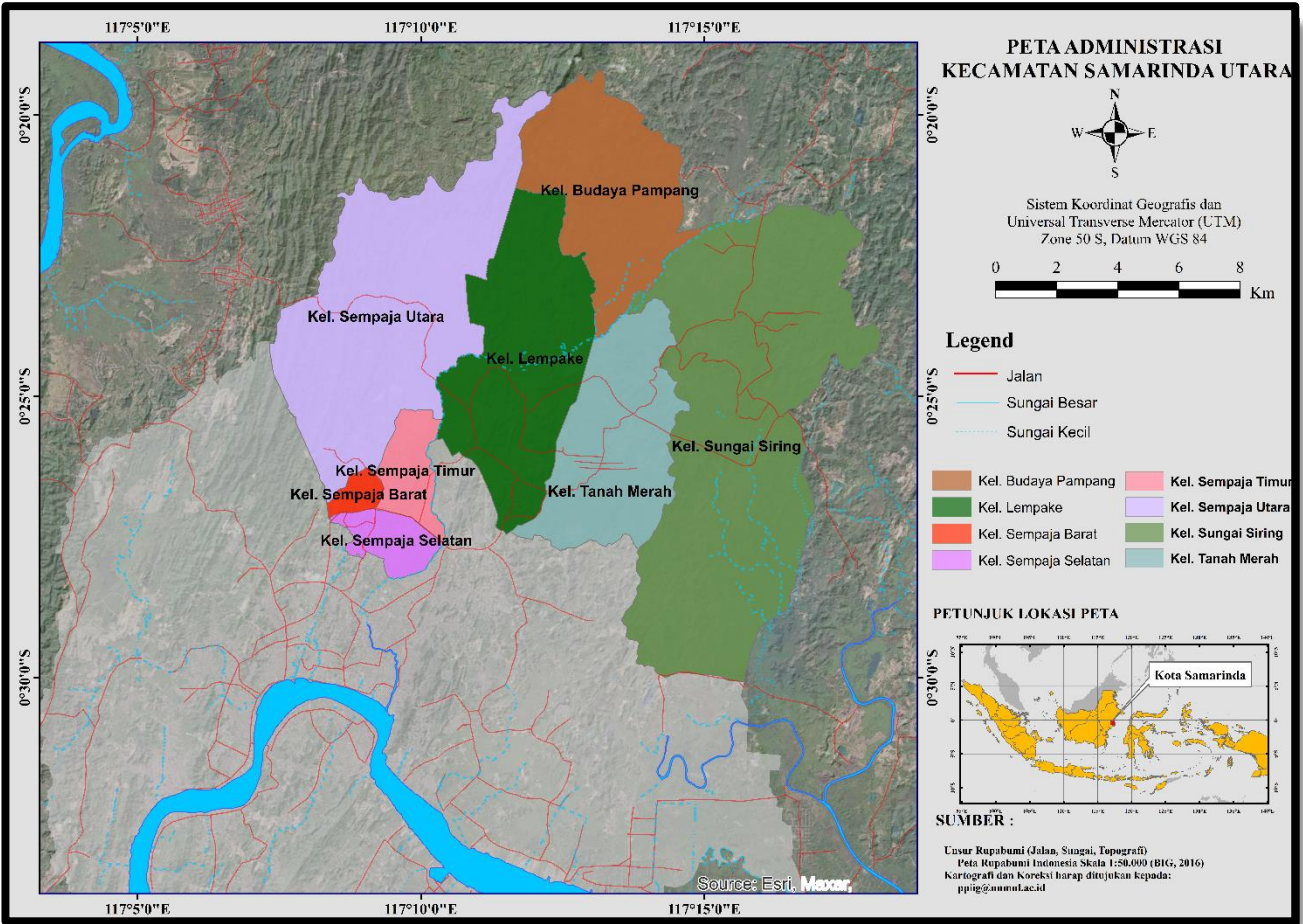 117°5'0"E 117°10'0"E 117°15'0"E
0°20'0"S 0°20'0"S
0°25'0"S 0°25'0"S
0°30'0"S 0°30'0"S
117°5'0"E 117°10'0"E 117°15'0"E
Kel. Budaya Pampang
Kel. Sempaja Utara
Kel. Lempake
Kel. Sungai Siring
Kel. Sempaja Timur
Kel. Sempaja Barat
Kel. Tanah Merah
Kel. Sempaja Selatan
Source: Esri, Maxar,
PETA ADMINISTRASI
KECAMATAN SAMARINDA UTARA
N
W E
S
Sistem Koordinat Geografis dan
Universal Transverse Mercator (UTM)
Zone 50 S, Datum WGS 84
0 2 4 6 8
Km
Legend
Jalan
Sungai Besar
Sungai Kecil
Kel. Budaya Pampang
Kel. Lempake
Kel. Sempaja Barat
Kel. Sempaja Selatan
Kel. Sempaja Timur
Kel. Sempaja Utara
Kel. Sungai Siring
Kel. Tanah Merah
PETUNJUK LOKASI PETA
Kota Samarinda
SUMBER :
Unsur Rupabumi (Jalan, Sungai, Topografi)
Peta Rupabumi Indonesia Skala 1:50.000 (BIG, 2016)
Kartografi dan Koreksi harap ditujukan kepada:
ppiig@unmul.ac.id